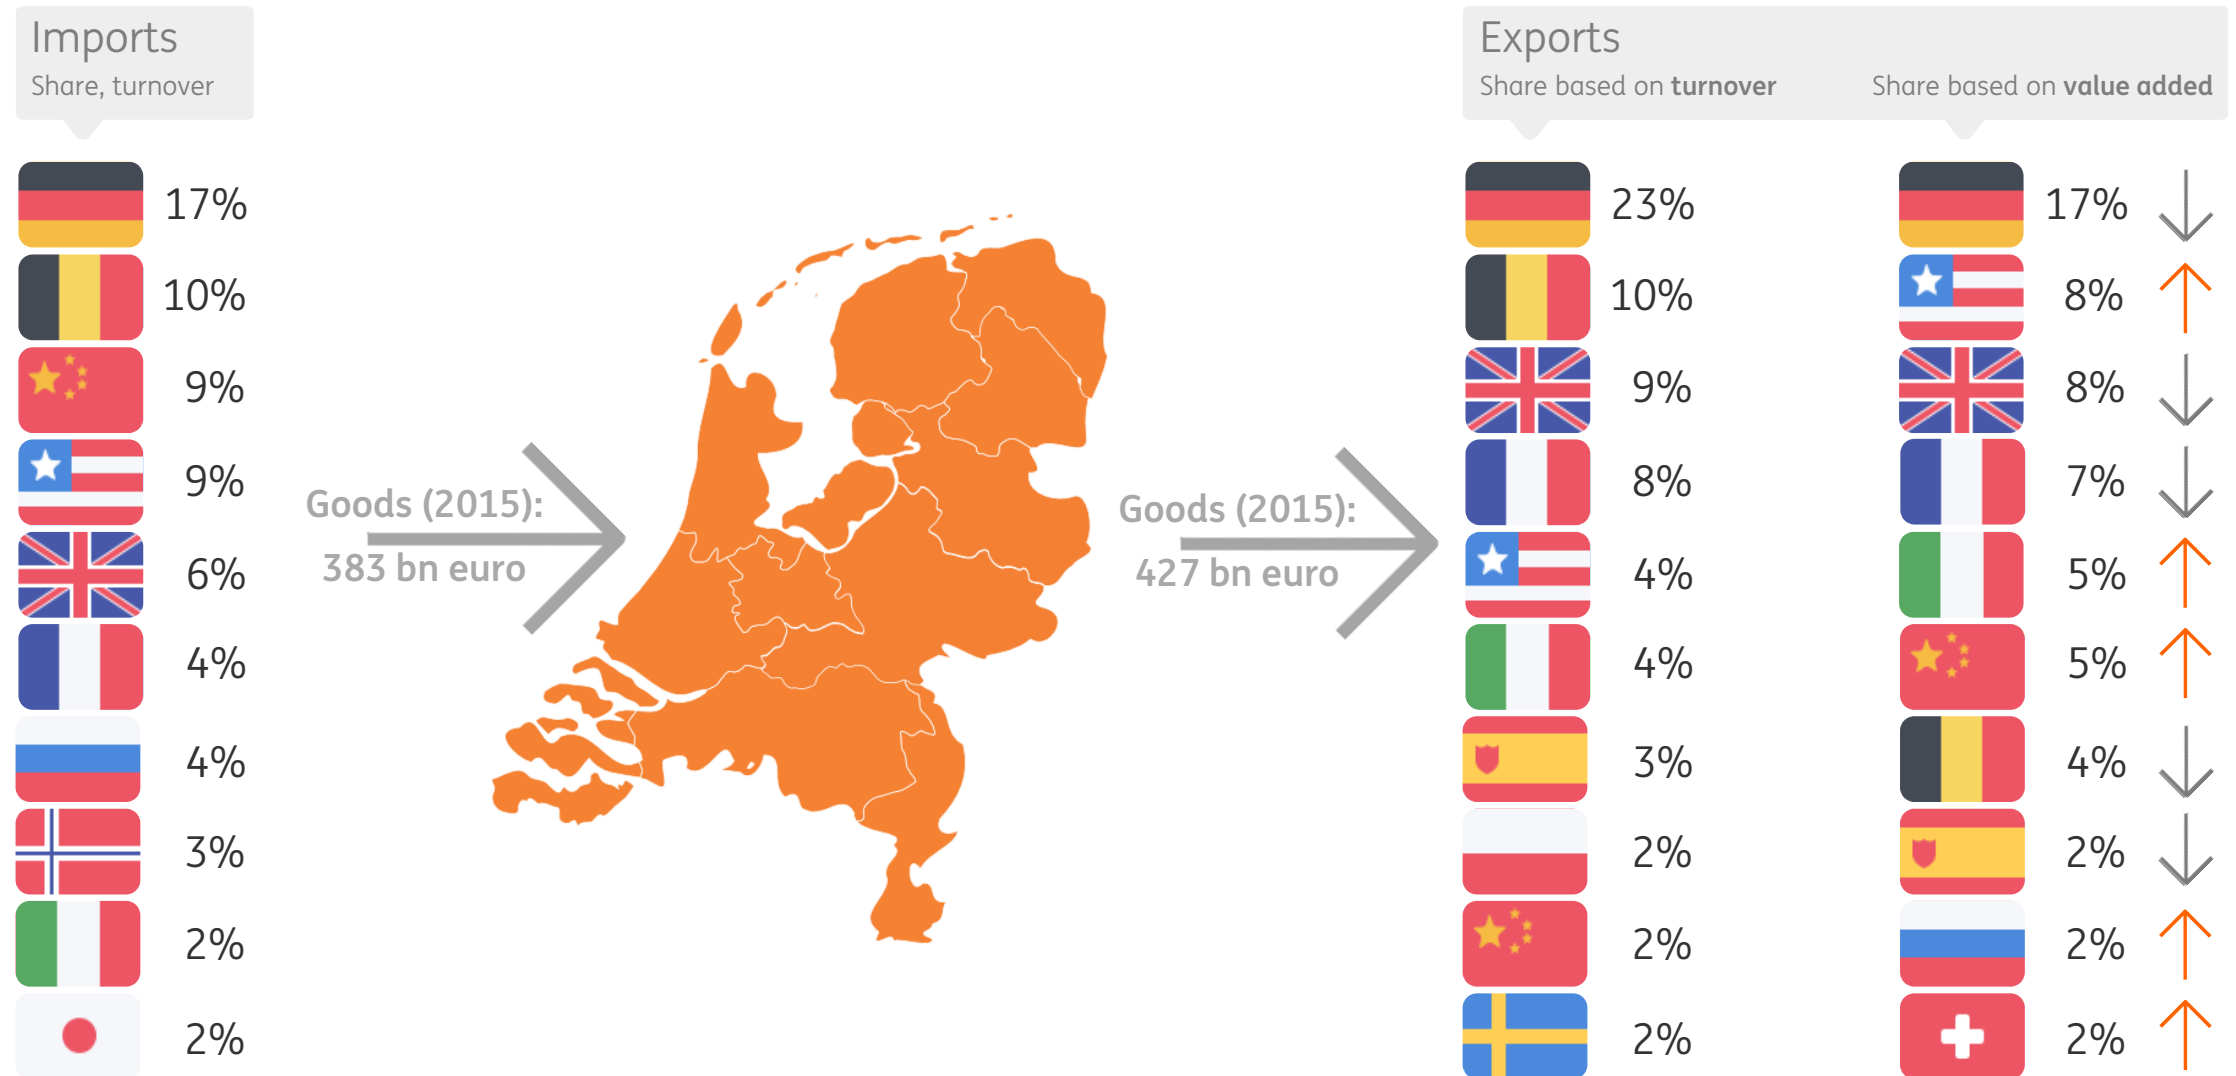 Imports
Share, turnover
17%
10%
9%
9%
6%
4%
4%
3%
2%
2%
Goods (2015):
383 bn euro
Goods (2015):
427 bn euro
Exports
Share based on turnover Share based on value added
23% 17%
10% 8%
9% 8%
8% 7%
4% 5%
4% 5%
3% 4%
2% 2%
2% 2%
2% 2%